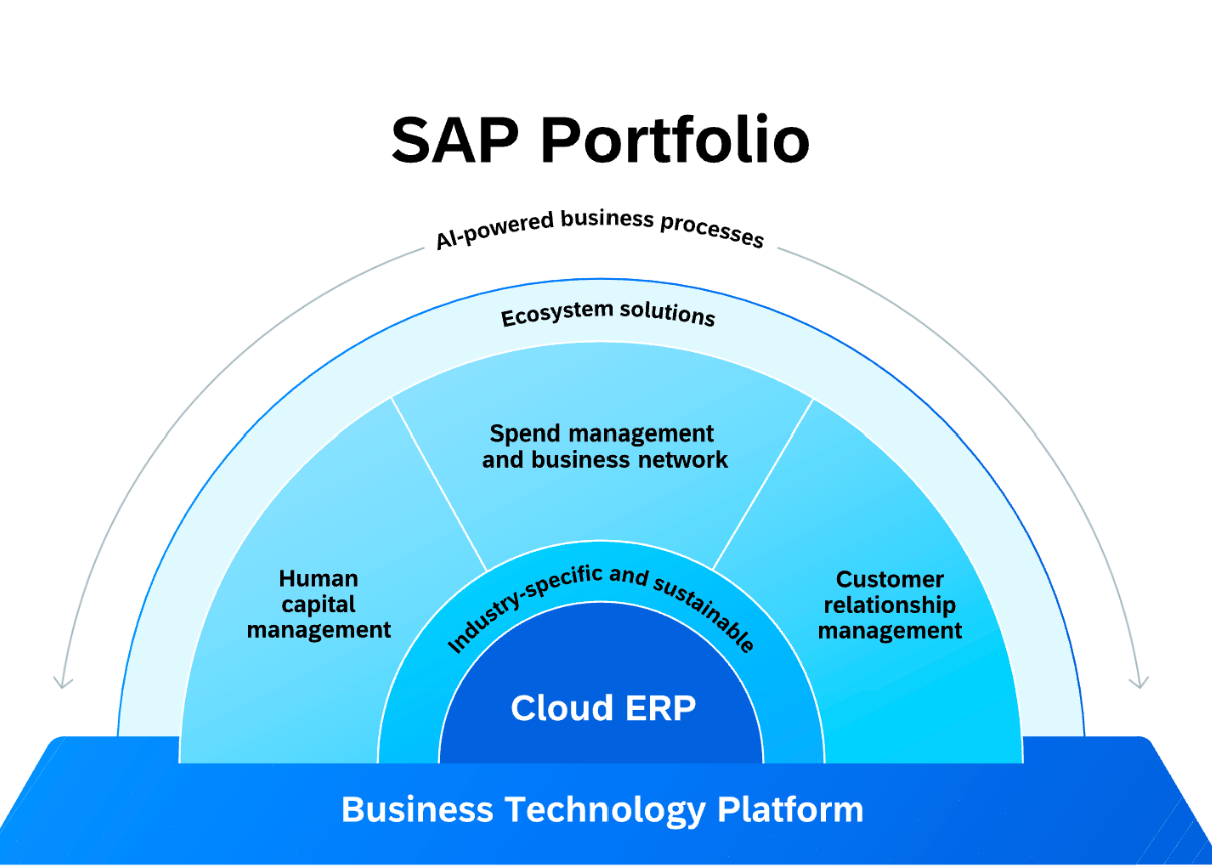 SAP Portfolio
AI-powered business processes
Ecosystem solutions
Spend management
and business network
Human
capital
management
Customer
relationship
management
Industry-specific and sustainable
Cloud ERP
Business Technology Platform